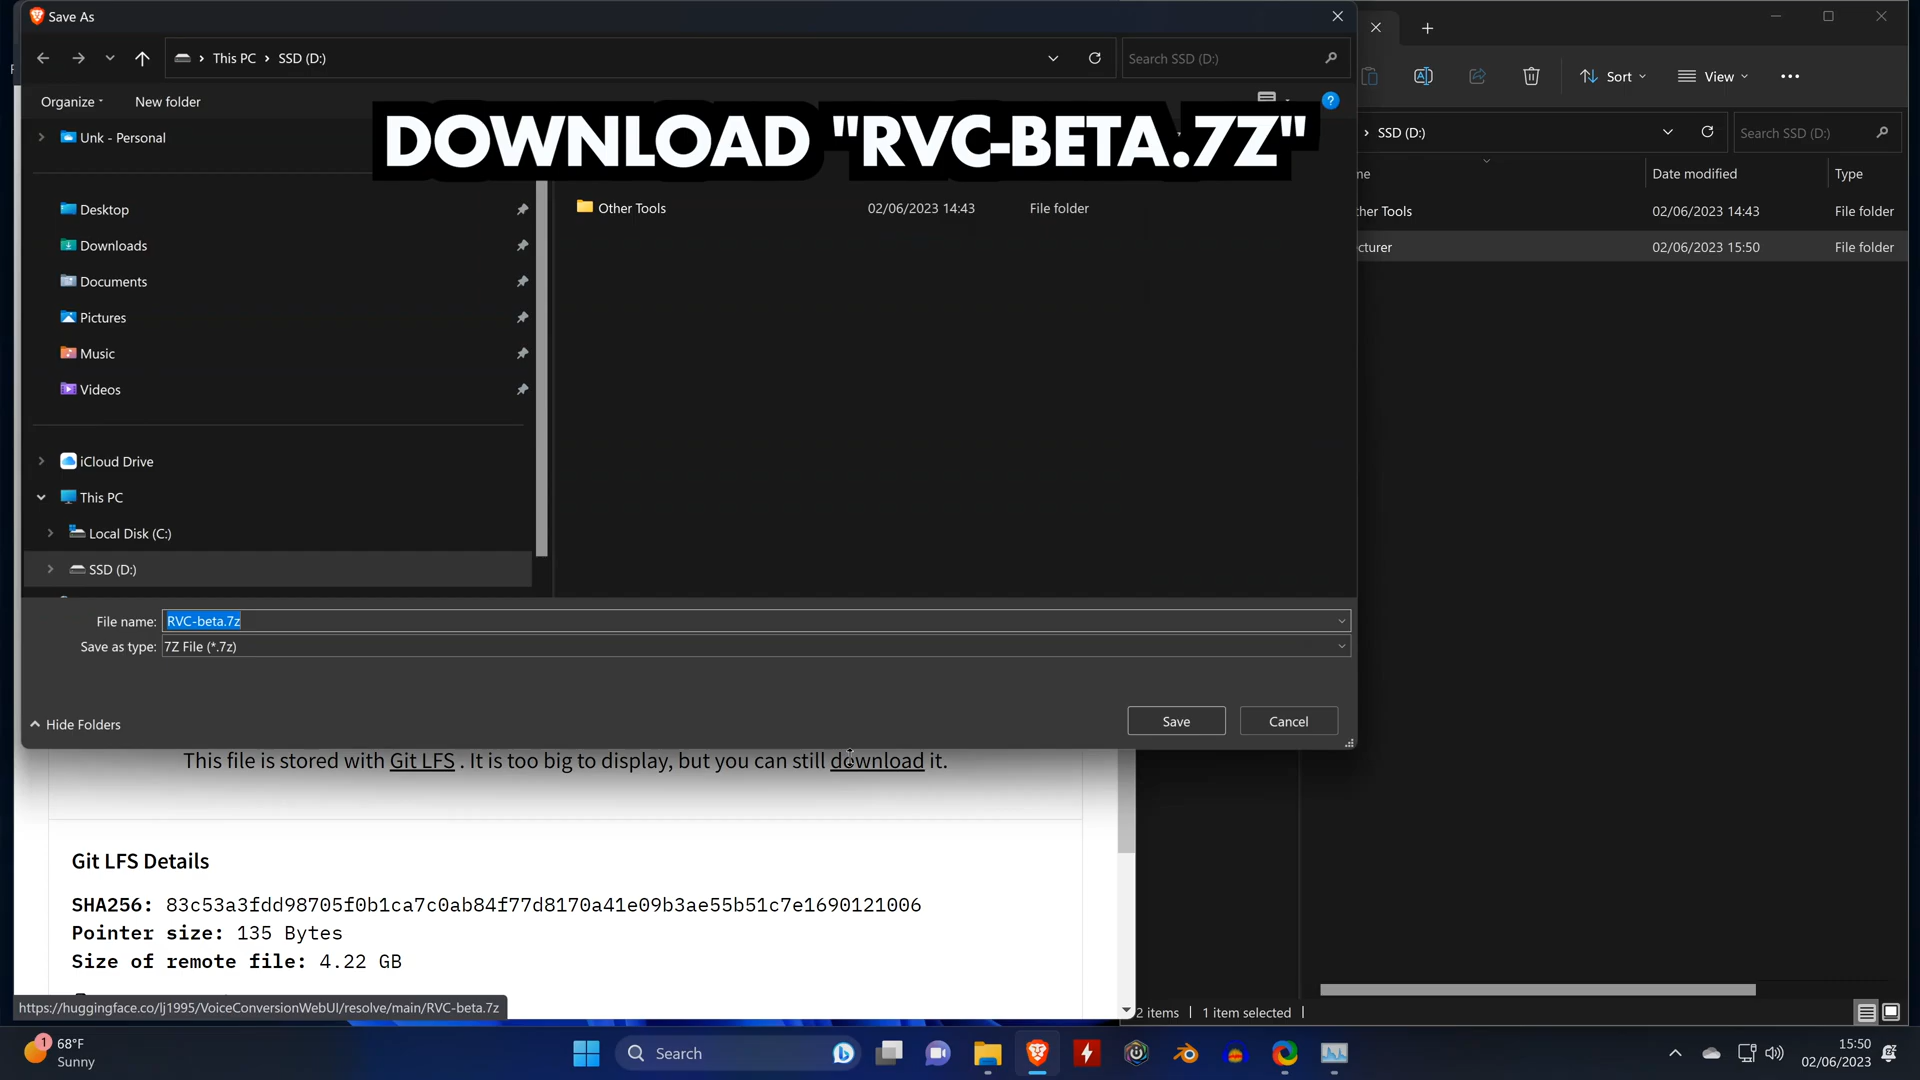 Save As
This PC > SSD (D:)
Search SSD (D:)
Organize
New folder
DOWNLOAD "RVC-BETA.7Z"
Unk - Personal
Desktop
Downloads
Documents
Pictures
Music
Videos
iCloud Drive
This PC
Local Disk (C:)
SSD (D:)
Other Tools 02/06/2023 14:43 File folder
File name: RVC-beta.7z
Save as type: 7Z File (*.7z)
Hide Folders
Save
Cancel
Sort
View
> SSD (D:)
Search SSD (D:)
me Date modified Type
her Tools 02/06/2023 14:43 File folder
cturer 02/06/2023 15:50 File folder
This file is stored with Git LFS . It is too big to display, but you can still download it.
Git LFS Details
SHA256: 83c53a3fdd98705f0b1ca7c0ab84f77d8170a41e09b3ae55b51c7e1690121006
Pointer size: 135 Bytes
Size of remote file: 4.22 GB
https://huggingface.co/lj1995/VoiceConversionWebUI/resolve/main/RVC-beta.7z
2 items
1 item selected
1
68°F
Sunny
Search
15:50
02/06/2023